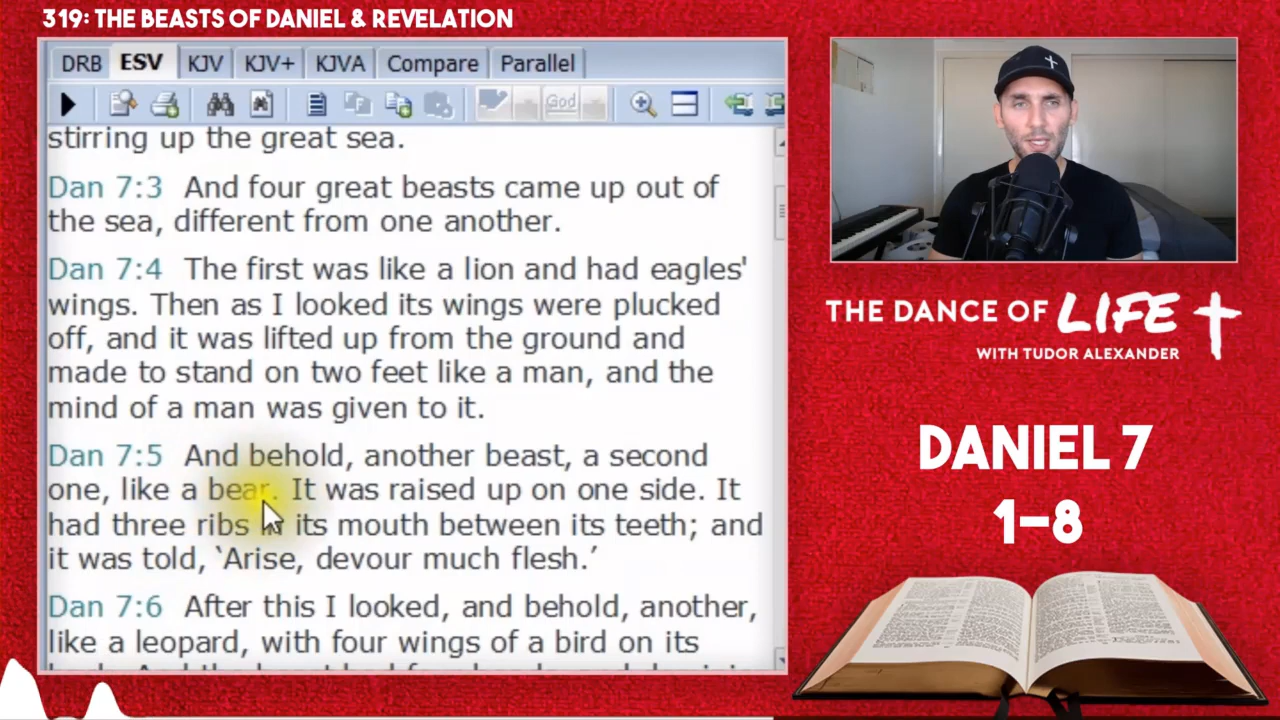 319: THE BEASTS OF DANIEL & REVELATION
DRB ESV KJV KJV+ KJVA Compare Parallel
God
stirring up the great sea.
Dan 7:3 And four great beasts came up out of
the sea, different from one another.
Dan 7:4 The first was like a lion and had eagles'
wings. Then as I looked its wings were plucked
off, and it was lifted up from the ground and
made to stand on two feet like a man, and the
mind of a man was given to it.
Dan 7:5 And behold, another beast, a second
one, like a bear. It was raised up on one side. It
had three ribs in its mouth between its teeth; and
it was told, ‛Arise, devour much flesh.’
Dan 7:6 After this I looked, and behold, another,
like a leopard, with four wings of a bird on its
THE DANCE OF LIFE
WITH TUDOR ALEXANDER
DANIEL 7
1–8